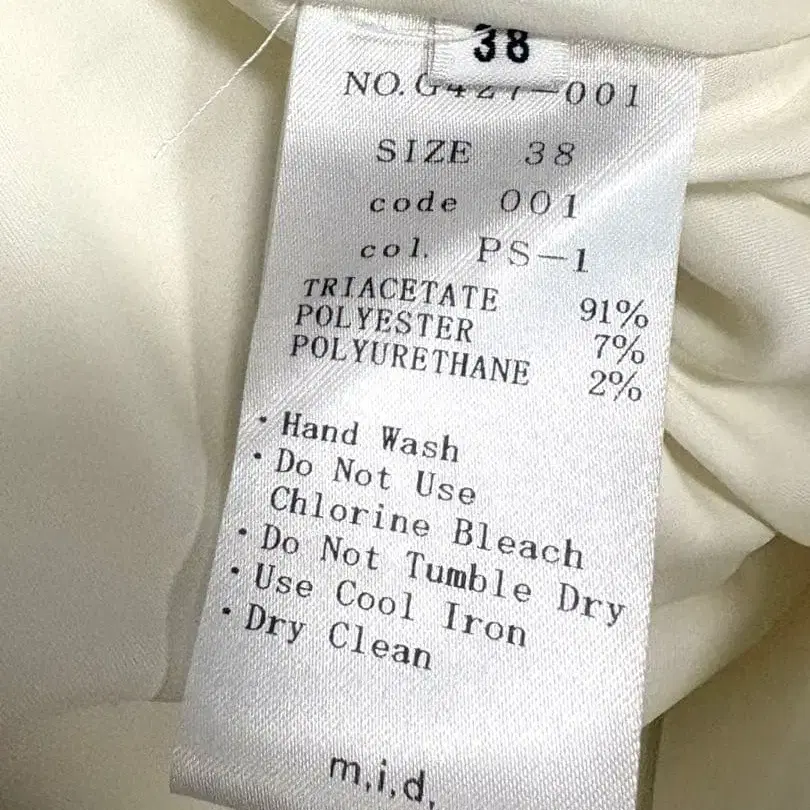 38
NO. G427-001
SIZE 38
code 001
col. PS-1
TRIACETATE 91%
POLYESTER 7%
POLYURETHANE 2%
・Hand Wash
・Do Not Use
Chlorine Bleach
・Do Not Tumble Dry
・Use Cool Iron
・Dry Clean
m.i.d.